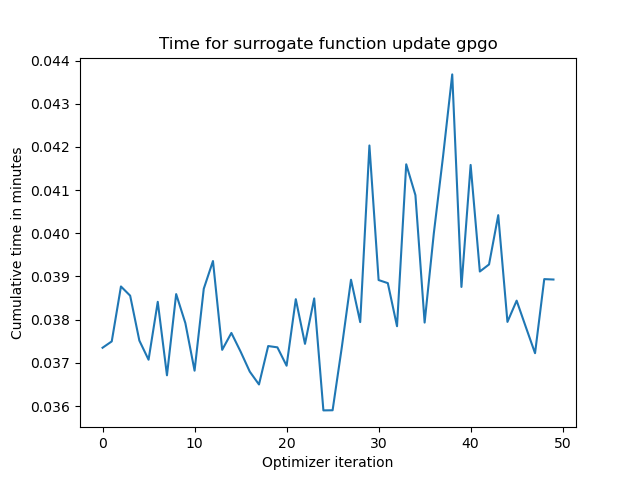 Time for surrogate function update gpgo
Cumulative time in minutes
0.044
0.043
0.042
0.041
0.040
0.039
0.038
0.037
0.036
0 10 20 30 40 50
Optimizer iteration